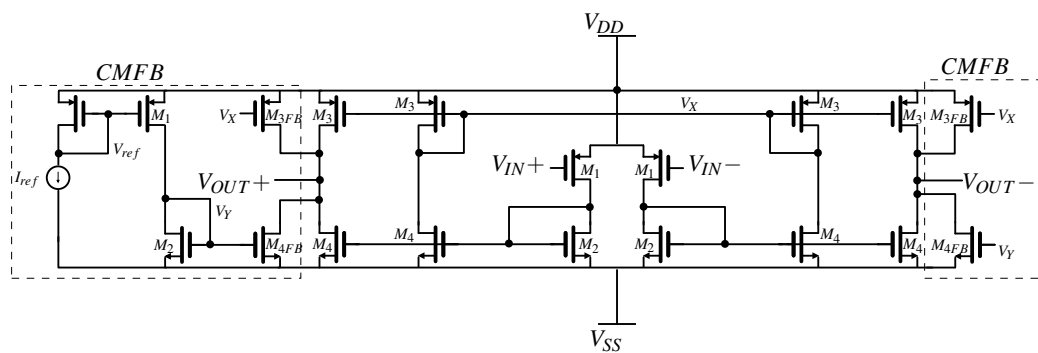 V_DD
CMFB
CMFB
M_1
V_X
M_3FB
M_3
M_3
V_X
M_3
M_3
M_3FB
V_X
V_ref
I_ref
V_IN+
M_1
M_1
V_IN−
V_OUT+
V_OUT−
V_Y
M_2
M_4FB
M_4
M_4
M_2
M_2
M_4
M_4
M_4FB
V_Y
V_SS